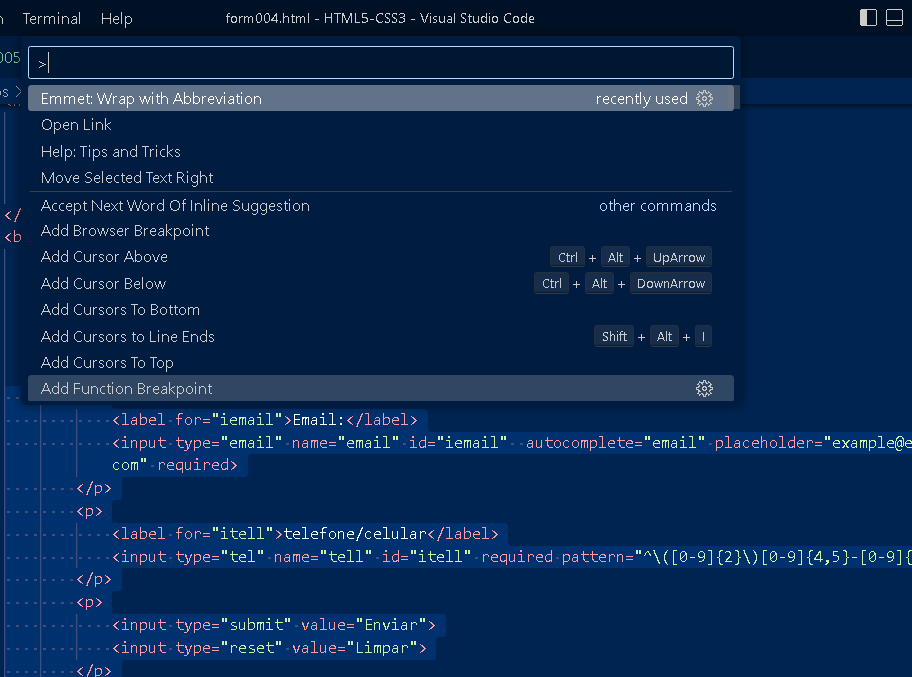 Terminal Help form004.html - HTML5-CSS3 - Visual Studio Code
005
>
Emmet: Wrap with Abbreviation recently used
Open Link
Help: Tips and Tricks
Move Selected Text Right
Accept Next Word Of Inline Suggestion other commands
</
Add Browser Breakpoint
<b
Add Cursor Above Ctrl + Alt + UpArrow
Add Cursor Below Ctrl + Alt + DownArrow
Add Cursors To Bottom
Add Cursors to Line Ends Shift + Alt + I
Add Cursors To Top
Add Function Breakpoint
<label for="iemail">Email:</label>
<input type="email" name="email" id="iemail" autocomplete="email" placeholder="example@e
com" required>
</p>
<p>
<label for="itell">telefone/celular</label>
<input type="tel" name="tell" id="itell" required pattern="^\([0-9]{2}\)[0-9]{4,5}-[0-9]{
</p>
<p>
<input type="submit" value="Enviar">
<input type="reset" value="Limpar">
</p>